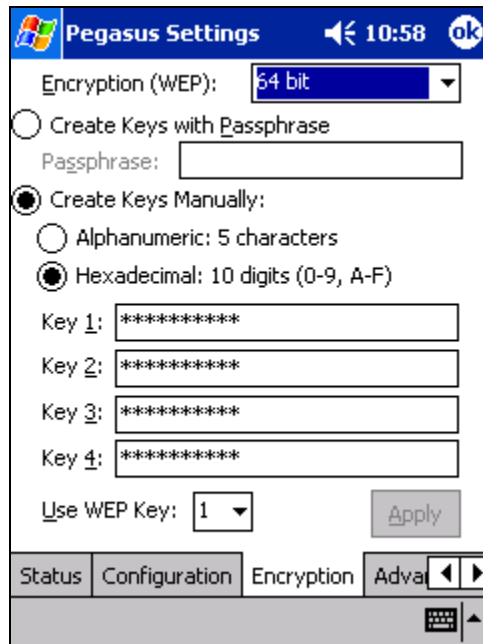 Pegasus Settings 10:58 ok
Encryption (WEP): 64 bit
Create Keys with Passphrase
Passphrase:
Create Keys Manually:
Alphanumeric: 5 characters
Hexadecimal: 10 digits (0-9, A-F)
Key 1: **********
Key 2: **********
Key 3: **********
Key 4: **********
Use WEP Key: 1 Apply
Status Configuration Encryption Adva